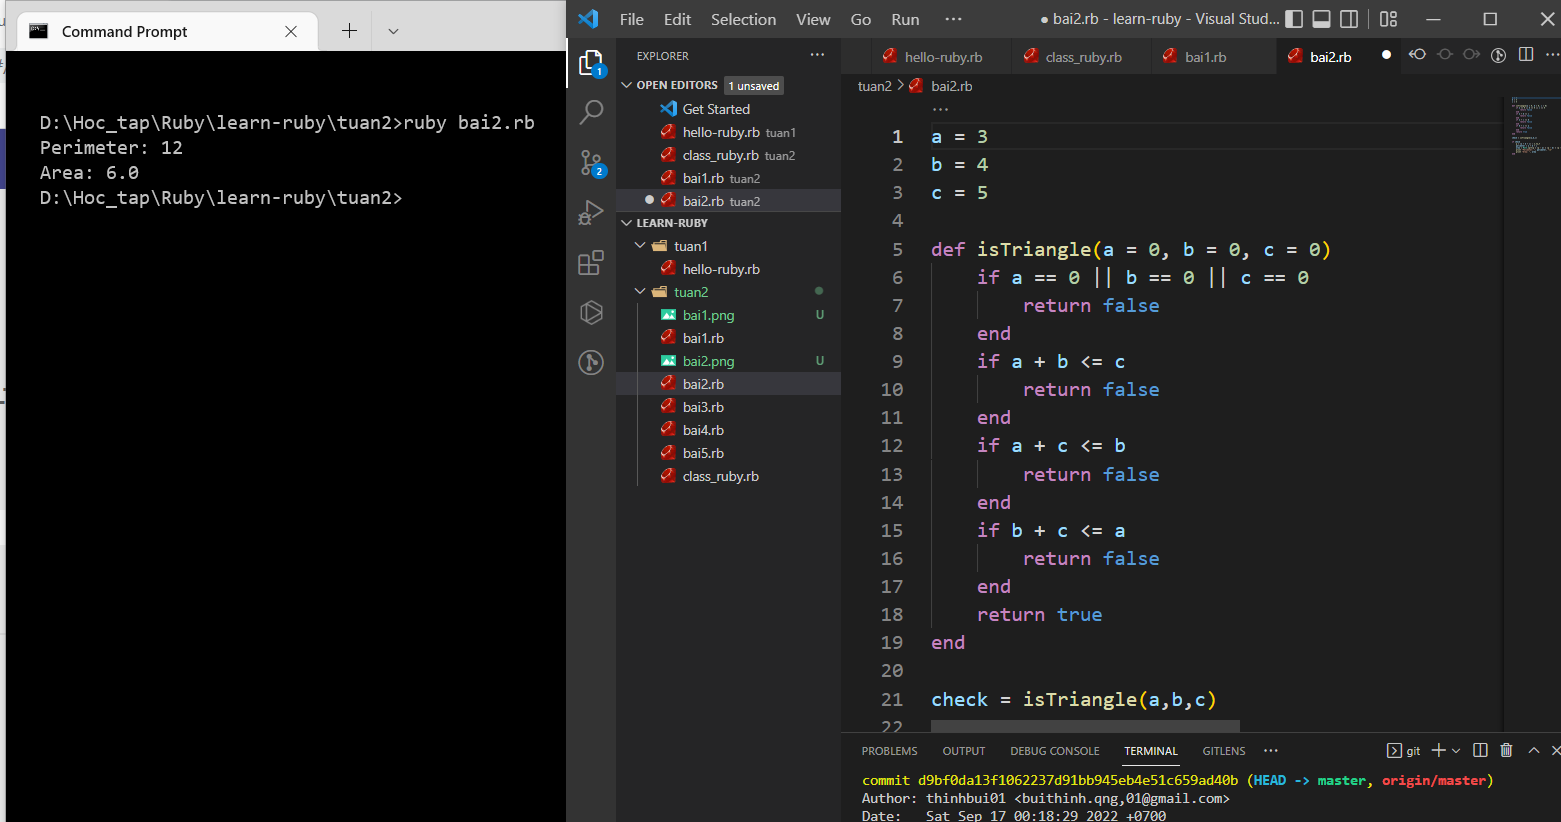 Command Prompt
D:\Hoc_tap\Ruby\learn-ruby\tuan2>ruby bai2.rb
Perimeter: 12
Area: 6.0
D:\Hoc_tap\Ruby\learn-ruby\tuan2>
File Edit Selection View Go Run ···
● bai2.rb - learn-ruby - Visual Stud...
EXPLORER ···
OPEN EDITORS 1 unsaved
Get Started
hello-ruby.rb tuan1
class_ruby.rb tuan2
bai1.rb tuan2
bai2.rb tuan2
LEARN-RUBY
tuan1
hello-ruby.rb
tuan2
bai1.png U
bai1.rb
bai2.png U
bai2.rb
bai3.rb
bai4.rb
bai5.rb
class_ruby.rb
1
2
hello-ruby.rb class_ruby.rb bai1.rb bai2.rb
tuan2 > bai2.rb
···
1 a = 3
2 b = 4
3 c = 5
4
5 def isTriangle(a = 0, b = 0, c = 0)
6 if a == 0 || b == 0 || c == 0
7 return false
8 end
9 if a + b <= c
10 return false
11 end
12 if a + c <= b
13 return false
14 end
15 if b + c <= a
16 return false
17 end
18 return true
19 end
20
21 check = isTriangle(a,b,c)
22
PROBLEMS OUTPUT DEBUG CONSOLE TERMINAL GITLENS ··· git
commit d9bf0da13f1062237d91bb945eb4e51c659ad40b (HEAD -> master, origin/master)
Author: thinhbui01 <buithinh.qng,01@gmail.com>
Date: Sat Sep 17 00:18:29 2022 +0700